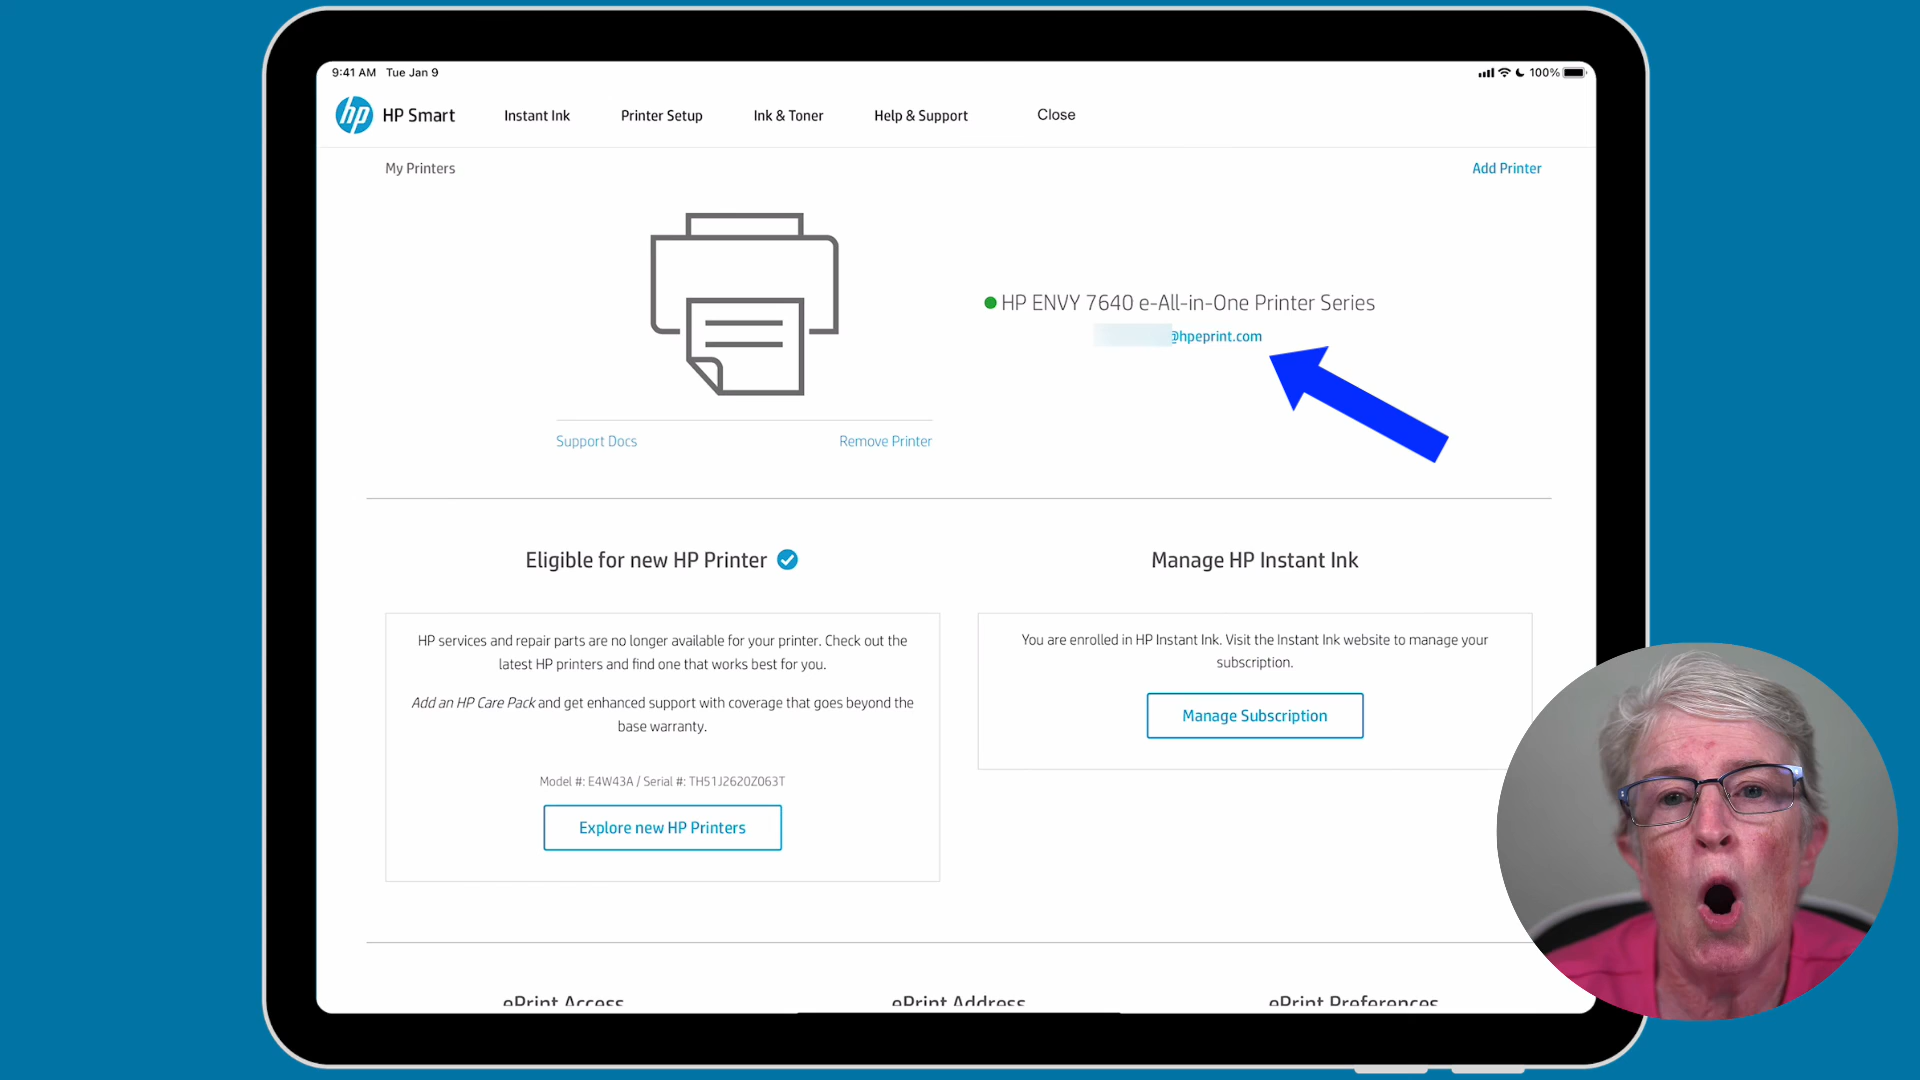 9:41 AM Tue Jan 9
100%
hp HP Smart Instant Ink Printer Setup Ink & Toner Help & Support Close
My Printers
Add Printer
HP ENVY 7640 e-All-in-One Printer Series
@hpeprint.com
Support Docs
Remove Printer
Eligible for new HP Printer
HP services and repair parts are no longer available for your printer. Check out the
latest HP printers and find one that works best for you.
Add an HP Care Pack and get enhanced support with coverage that goes beyond the
base warranty.
Model #: E4W43A / Serial #: TH51J2620Z063T
Explore new HP Printers
Manage HP Instant Ink
You are enrolled in HP Instant Ink. Visit the Instant Ink website to manage your
subscription.
Manage Subscription
ePrint Access
ePrint Address
ePrint Preferences